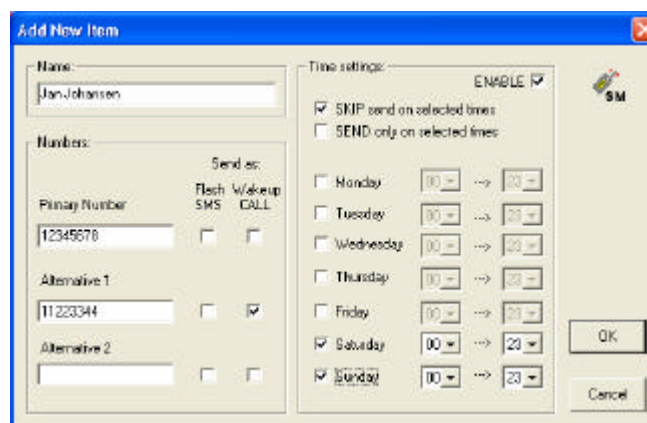 Add New Item
Name:
Jan Johansen
Numbers:
Send as:
Primary Number
Flash SMS
Wakeup CALL
12345678
Alternative 1
11223344
Alternative 2
Time settings:
ENABLE
SKIP send on selected times
SEND only on selected times
Monday 00 ---> 23
Tuesday 00 ---> 23
Wednesday 00 ---> 23
Thursday 00 ---> 23
Friday 00 ---> 23
Saturday 00 ---> 23
Sunday 00 ---> 23
SM
OK
Cancel